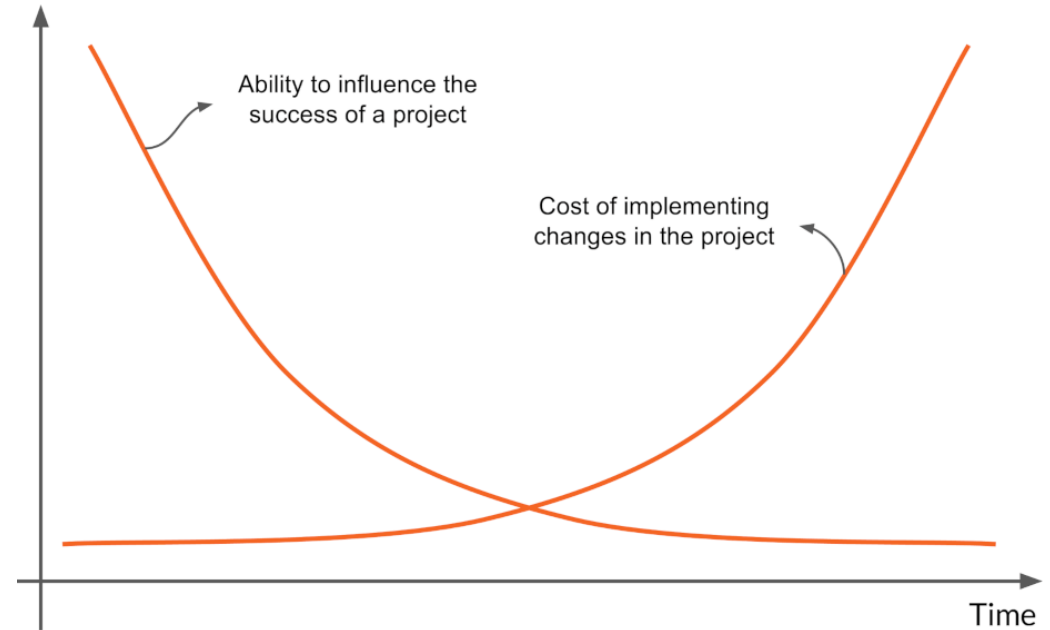 Ability to influence the
success of a project
Cost of implementing
changes in the project
Time